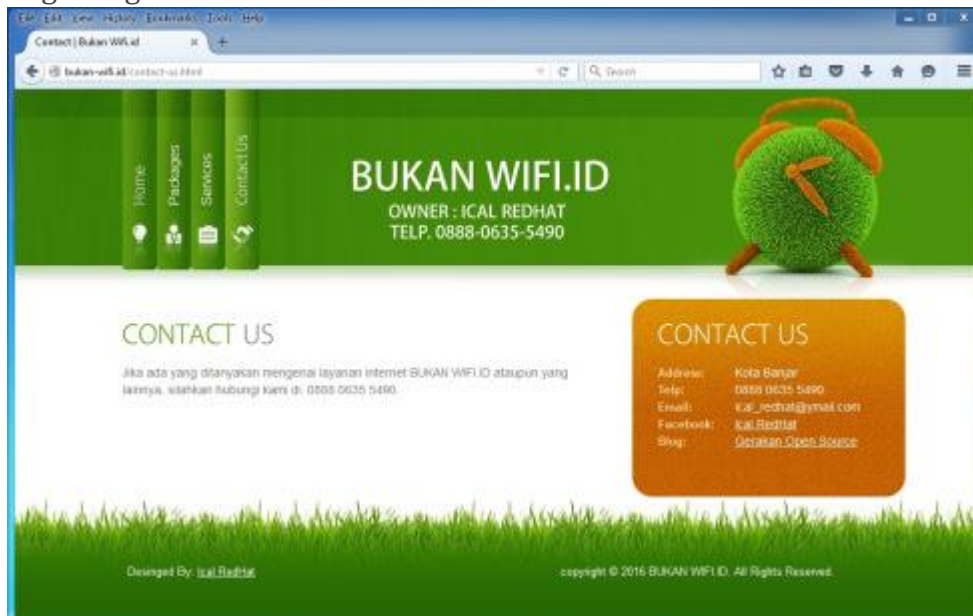 File Edit View History Bookmarks Tools Help
Contact | Bukan Wifi.id
bukan-wifi.id/contact-us.html
Search
Home
Packages
Services
Contact Us
BUKAN WIFI.ID
OWNER : ICAL REDHAT
TELP. 0888-0635-5490
CONTACT US
Jika ada yang ditanyakan mengenai layanan internet BUKAN WIFI.ID ataupun yang
lainnya, silahkan hubungi kami di: 0888 0635 5490
CONTACT US
Address: Kota Banjar
Telp: 0888 0635 5490
Email: ical_redhat@ymail.com
Facebook: Ical RedHat
Blog: Gerakan Open Source
Desinged By: Ical RedHat
copyright © 2016 BUKAN WIFI.ID. All Rights Reserved.